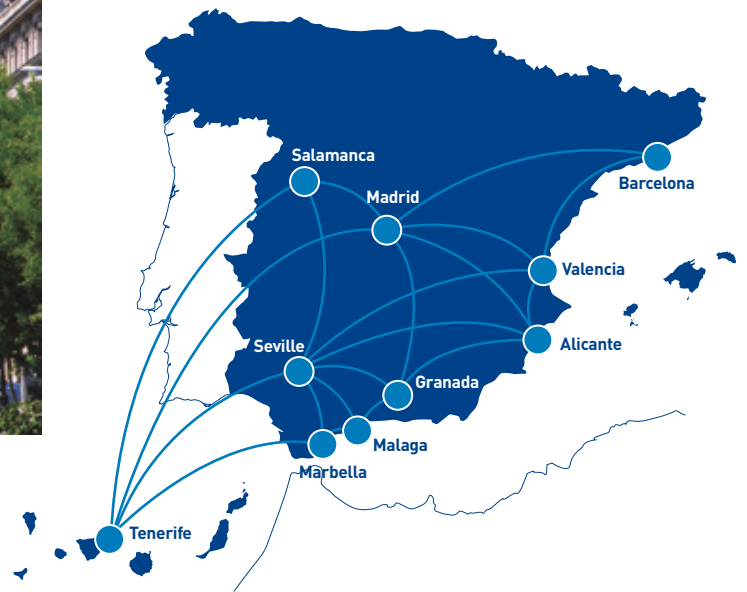 Salamanca
Madrid
Barcelona
Valencia
Seville
Alicante
Granada
Malaga
Marbella
Tenerife